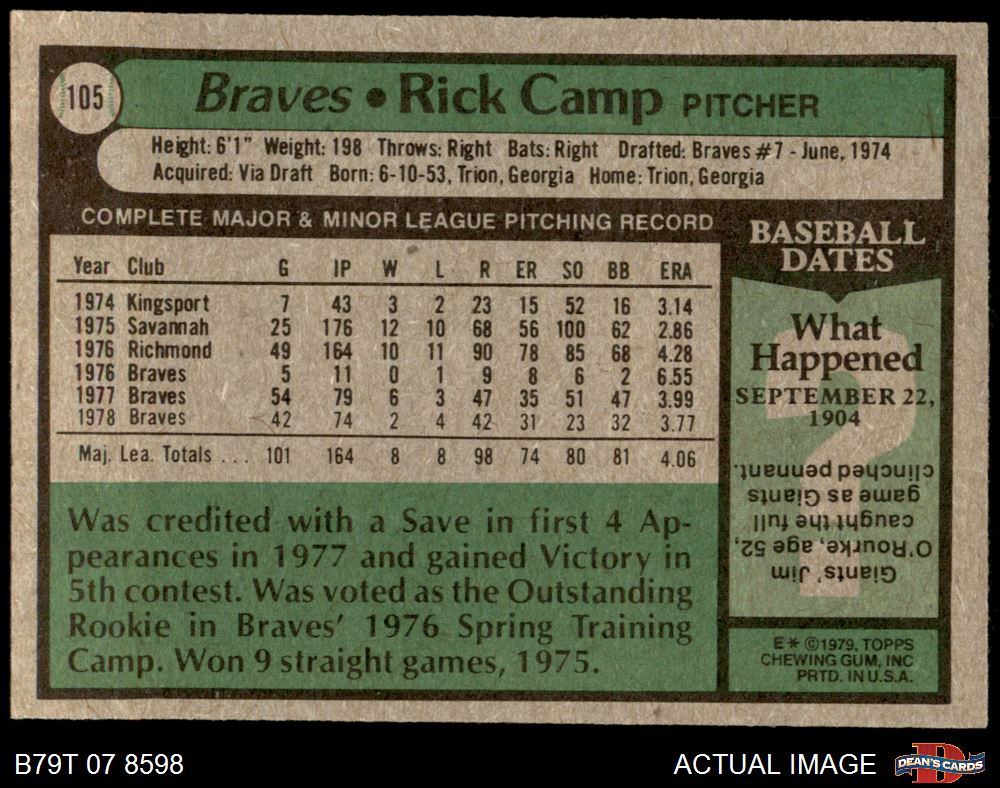 105
Braves • Rick Camp PITCHER
Height: 6'1" Weight: 198 Throws: Right Bats: Right Drafted: Braves #7 - June, 1974
Acquired: Via Draft Born: 6-10-53, Trion, Georgia Home: Trion, Georgia
COMPLETE MAJOR & MINOR LEAGUE PITCHING RECORD
Year Club G IP W L R ER SO BB ERA
1974 Kingsport 7 43 3 2 23 15 52 16 3.14
1975 Savannah 25 176 12 10 68 56 100 62 2.86
1976 Richmond 49 164 10 11 90 78 85 68 4.28
1976 Braves 5 11 0 1 9 8 6 2 6.55
1977 Braves 54 79 6 3 47 35 51 47 3.99
1978 Braves 42 74 2 4 42 31 23 32 3.77
Maj. Lea. Totals ... 101 164 8 8 98 74 80 81 4.06
Was credited with a Save in first 4 Ap-
pearances in 1977 and gained Victory in
5th contest. Was voted as the Outstanding
Rookie in Braves' 1976 Spring Training
Camp. Won 9 straight games, 1975.
BASEBALL
DATES
What
Happened
SEPTEMBER 22,
1904
?
Giants' Jim
O'Rourke, age 52,
caught the full
game as Giants
clinched pennant.
E* ©1979, TOPPS
CHEWING GUM, INC
PRTD. IN U.S.A.
B79T 07 8598
ACTUAL IMAGE
DEAN'S CARDS